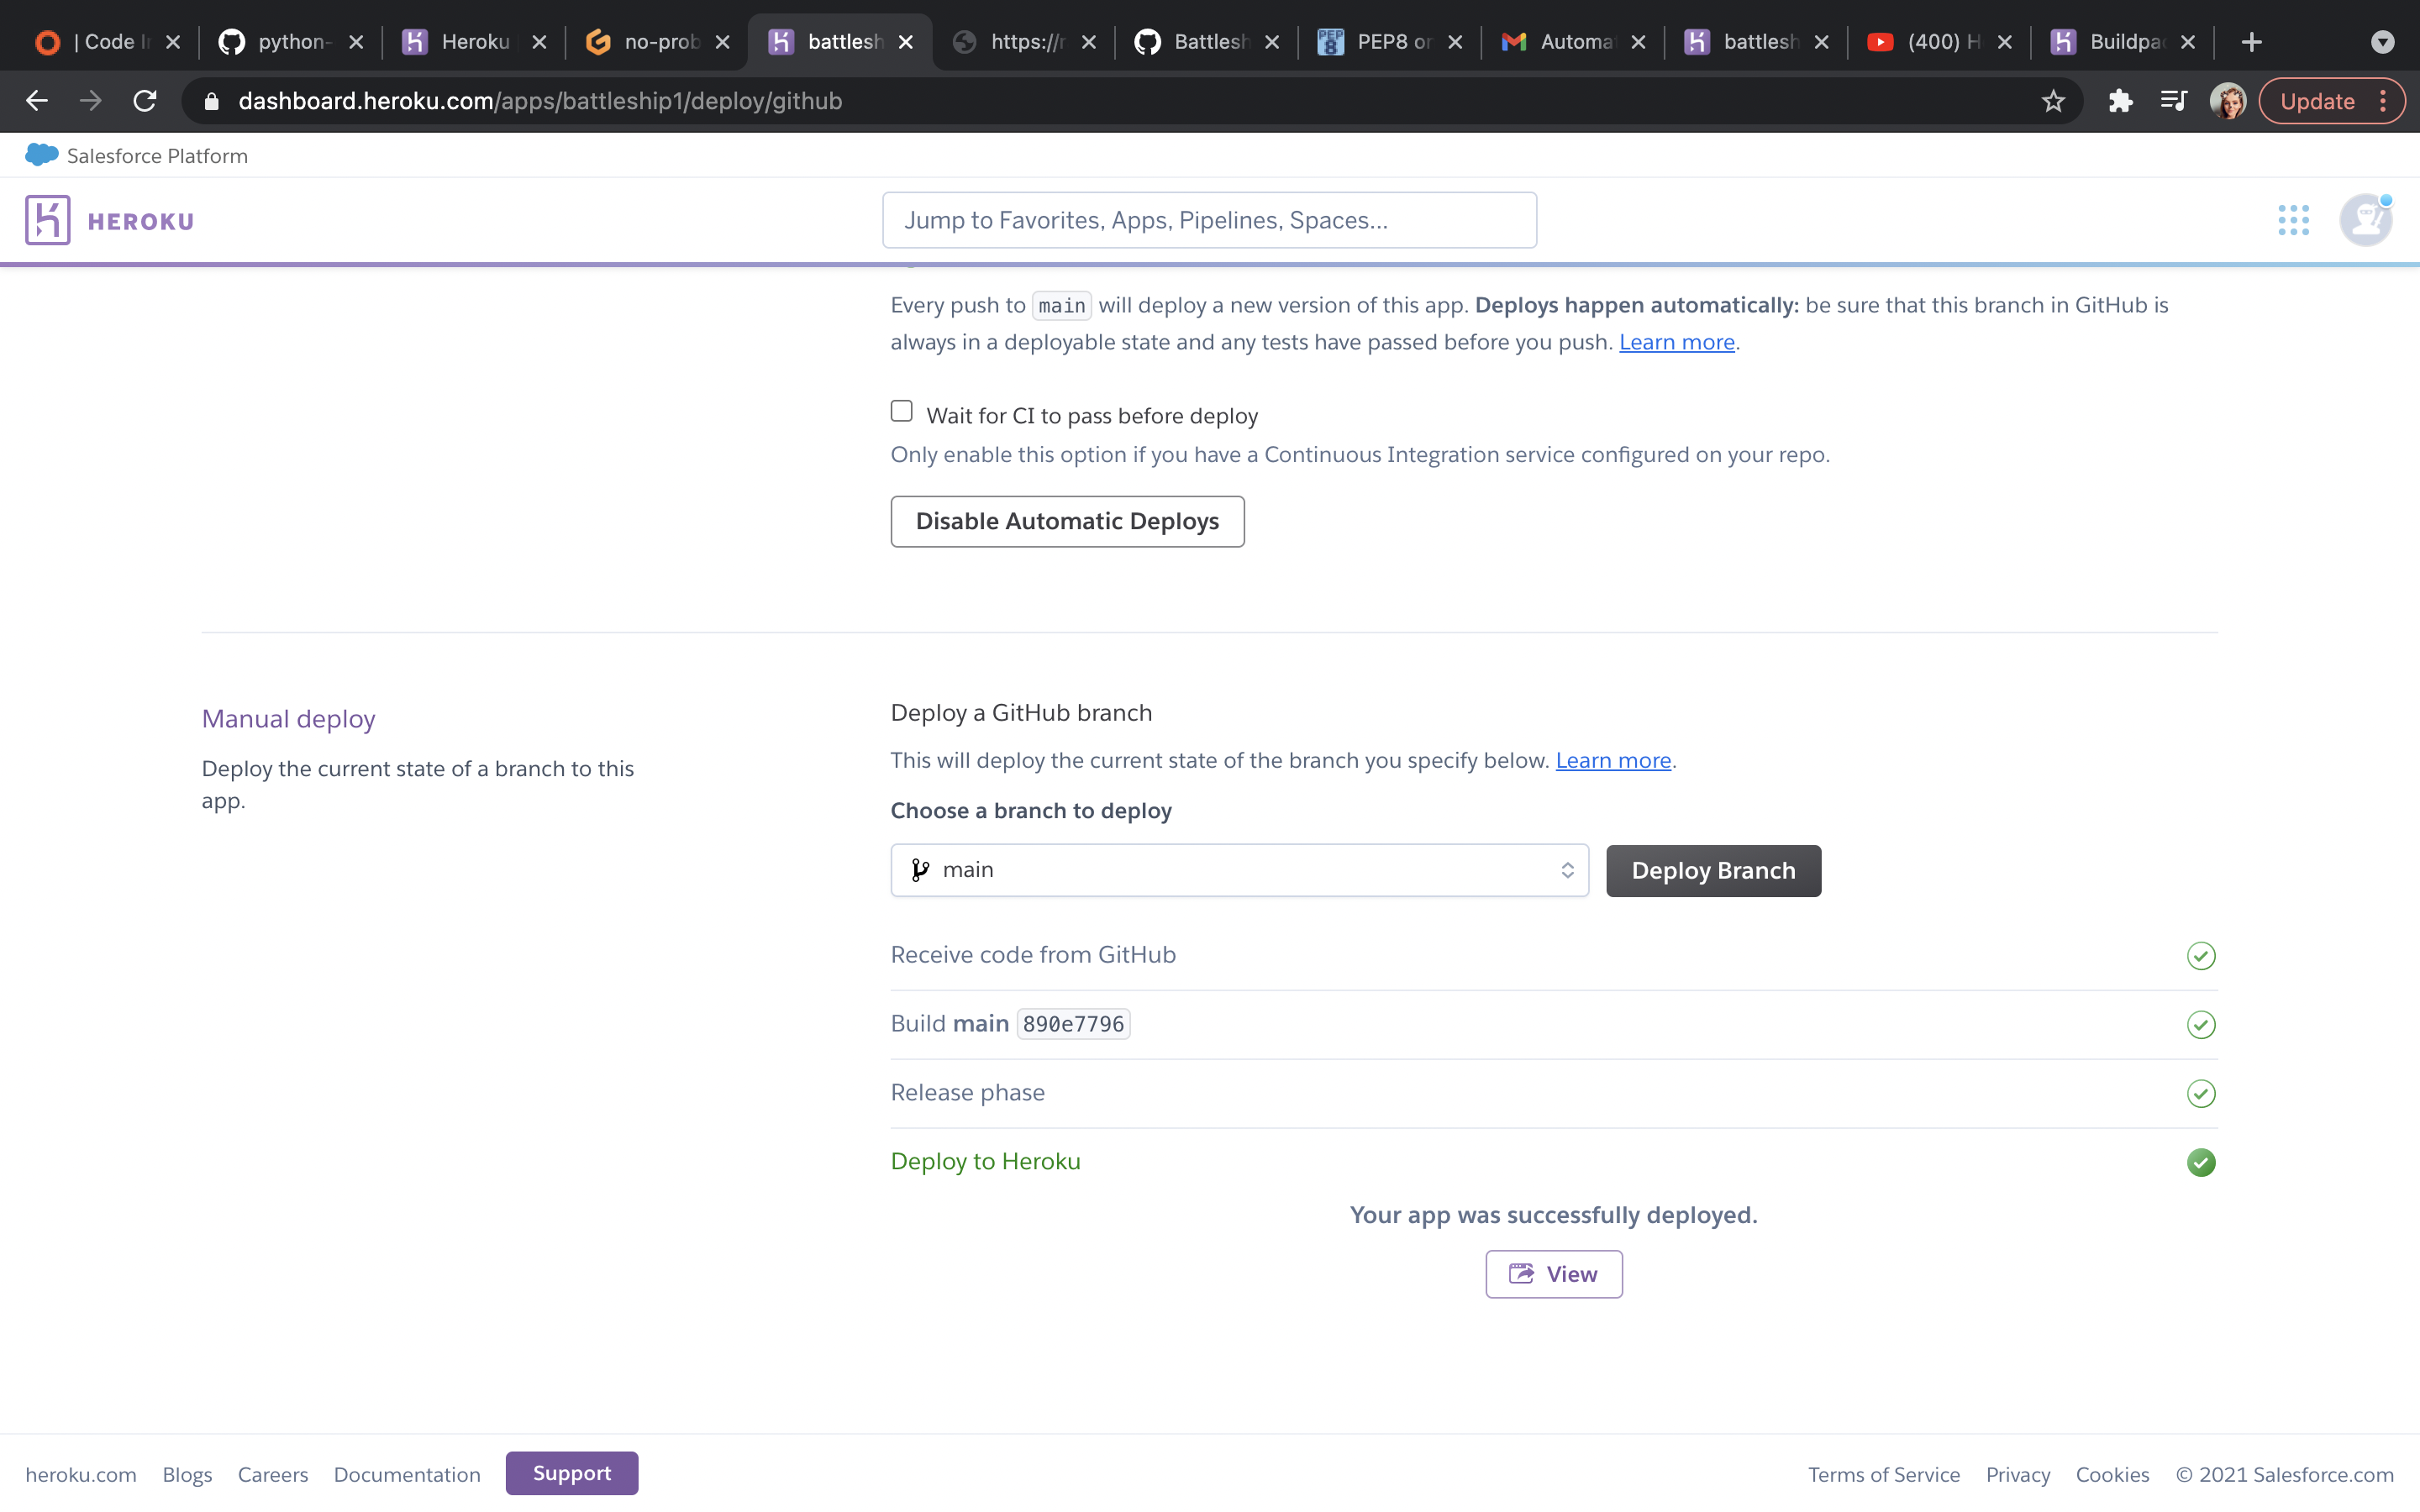 | Code I
python-
Heroku
no-prob
battlesh
https://r
Battlesh
PEP8 or
Automa
battlesh
(400) H
Buildpa
dashboard.heroku.com/apps/battleship1/deploy/github
Update
Salesforce Platform
HEROKU
Jump to Favorites, Apps, Pipelines, Spaces...
Every push to main will deploy a new version of this app. Deploys happen automatically: be sure that this branch in GitHub is
always in a deployable state and any tests have passed before you push. Learn more.
Wait for CI to pass before deploy
Only enable this option if you have a Continuous Integration service configured on your repo.
Disable Automatic Deploys
Manual deploy
Deploy the current state of a branch to this
app.
Deploy a GitHub branch
This will deploy the current state of the branch you specify below. Learn more.
Choose a branch to deploy
main
Deploy Branch
Receive code from GitHub
Build main 890e7796
Release phase
Deploy to Heroku
Your app was successfully deployed.
View
heroku.com Blogs Careers Documentation Support
Terms of Service Privacy Cookies © 2021 Salesforce.com